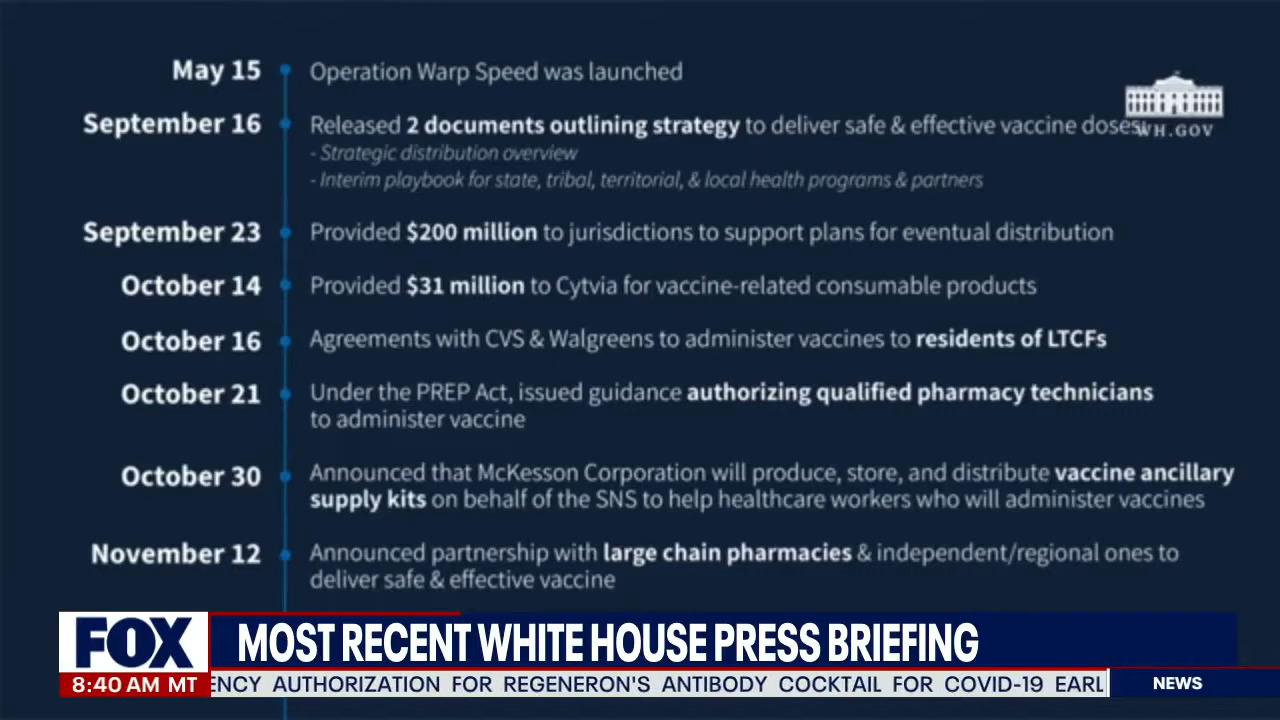 May 15 Operation Warp Speed was launched
WH.GOV
September 16 Released 2 documents outlining strategy to deliver safe & effective vaccine doses
- Strategic distribution overview
- Interim playbook for state, tribal, territorial, & local health programs & partners
September 23 Provided $200 million to jurisdictions to support plans for eventual distribution
October 14 Provided $31 million to Cytvia for vaccine-related consumable products
October 16 Agreements with CVS & Walgreens to administer vaccines to residents of LTCFs
October 21 Under the PREP Act, issued guidance authorizing qualified pharmacy technicians
to administer vaccine
October 30 Announced that McKesson Corporation will produce, store, and distribute vaccine ancillary
supply kits on behalf of the SNS to help healthcare workers who will administer vaccines
November 12 Announced partnership with large chain pharmacies & independent/regional ones to
deliver safe & effective vaccine
FOX MOST RECENT WHITE HOUSE PRESS BRIEFING
8:40 AM MT ENCY AUTHORIZATION FOR REGENERON'S ANTIBODY COCKTAIL FOR COVID-19 EARL NEWS